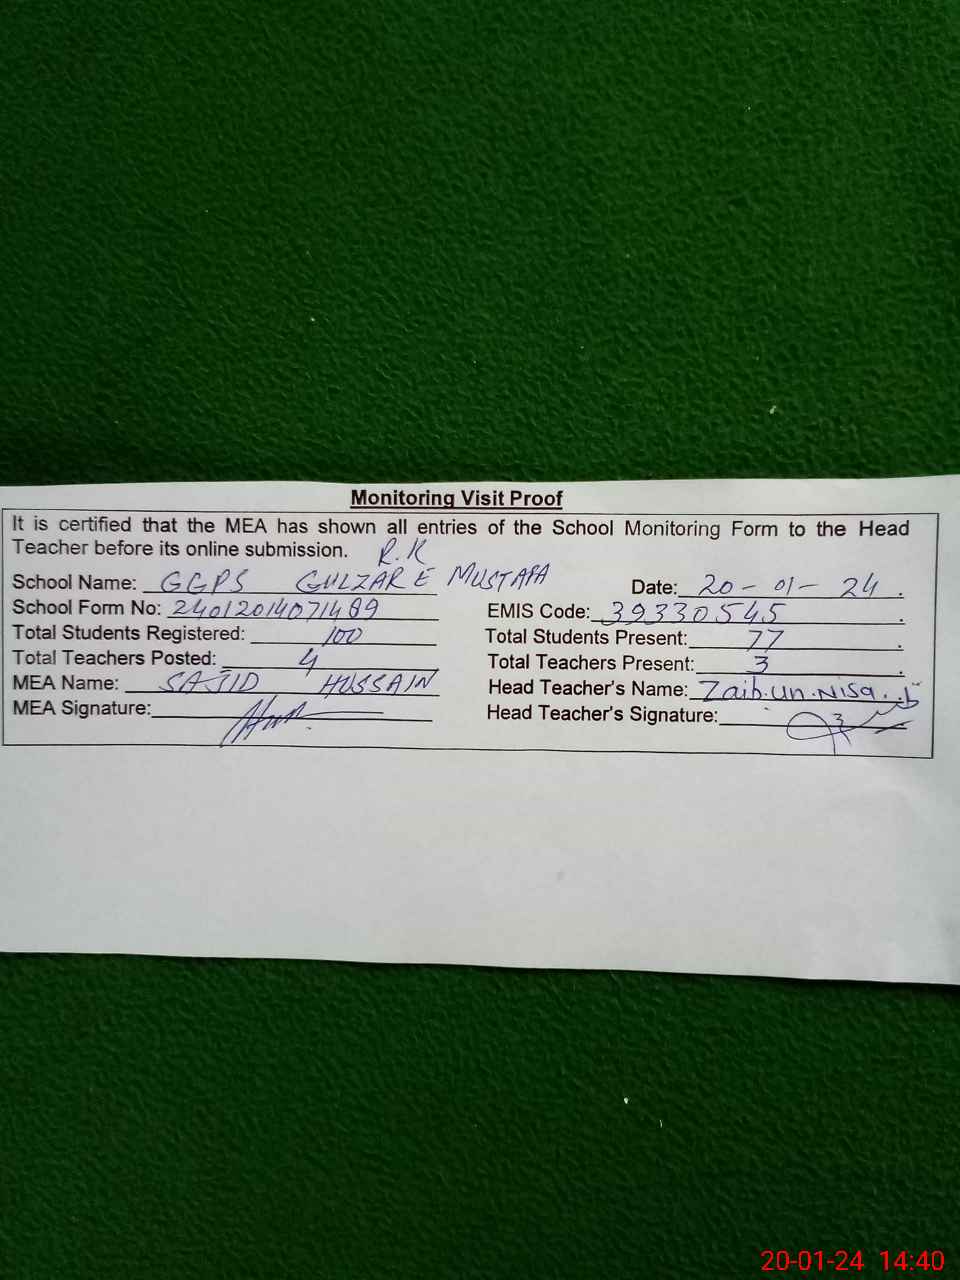 Monitoring Visit Proof
It is certified that the MEA has shown all entries of the School Monitoring Form to the Head
Teacher before its online submission. R.K
School Name: GGPS GULZAR E MUSTAFA Date: 20-01-24.
School Form No: 24012014071489 EMIS Code: 39330545.
Total Students Registered: 100 Total Students Present: 77.
Total Teachers Posted: 4 Total Teachers Present: 3.
MEA Name: SAJID HUSSAIN Head Teacher's Name: Zaib.un.Nisa.
MEA Signature: Head Teacher's Signature:
20-01-24 14:40